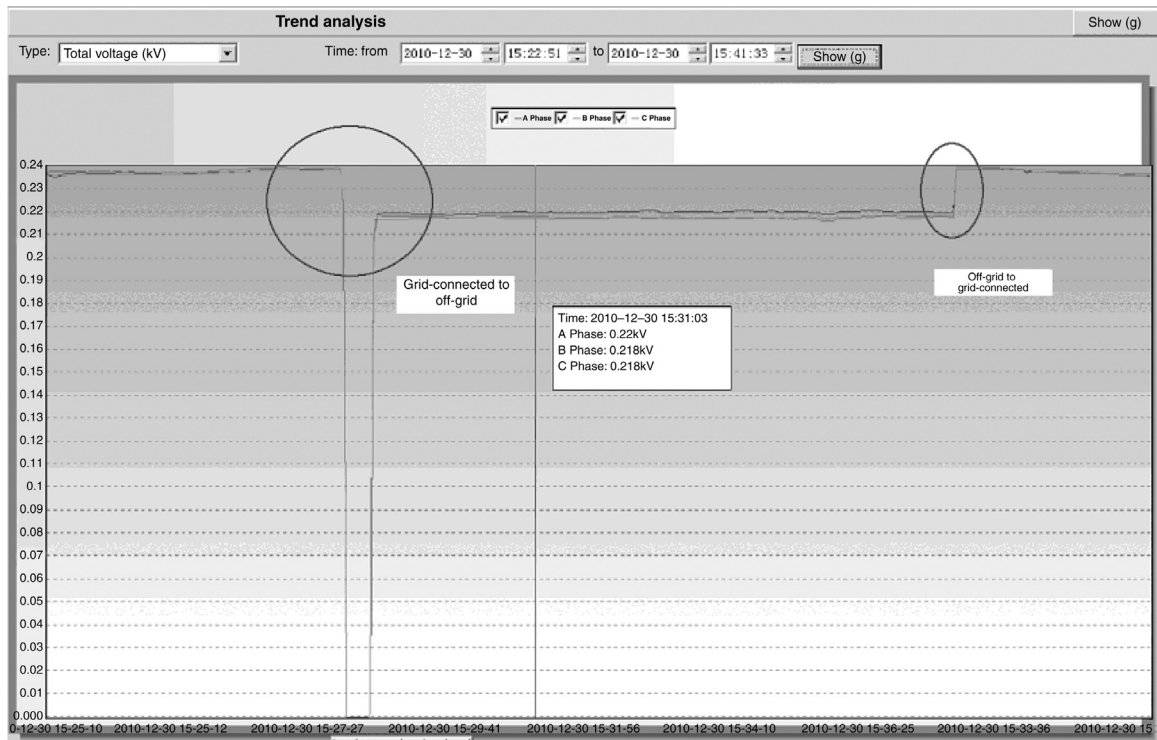 Trend analysis
Show (g)
Type: Total voltage (kV) Time: from 2010-12-30 15:22:51 to 2010-12-30 15:41:33 Show (g)
A Phase B Phase C Phase
0.24
0.23
0.22
0.21
0.2
0.19
0.18
0.17
0.16
0.15
0.14
0.13
0.12
0.11
0.1
0.09
0.08
0.07
0.06
0.05
0.04
0.03
0.02
0.01
0.000
Grid-connected to
off-grid
Off-grid to
grid-connected
Time: 2010–12–30 15:31:03
A Phase: 0.22kV
B Phase: 0.218kV
C Phase: 0.218kV
0-12-30 15-25-10 2010-12-30 15-25-12 2010-12-30 15-27-27 2010-12-30 15-29-41 2010-12-30 15-31-56 2010-12-30 15-34-10 2010-12-30 15-36-25 2010-12-30 15-33-36 2010-12-30 15